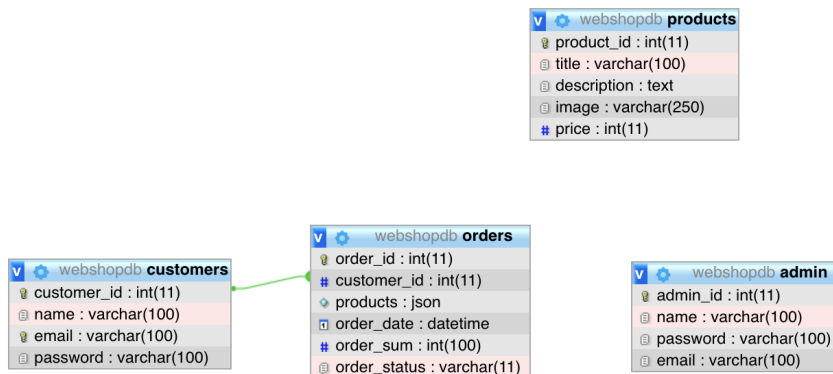 v webshopdb products
product_id : int(11)
title : varchar(100)
description : text
image : varchar(250)
# price : int(11)
v webshopdb customers
customer_id : int(11)
name : varchar(100)
email : varchar(100)
password : varchar(100)
v webshopdb orders
order_id : int(11)
# customer_id : int(11)
products : json
order_date : datetime
# order_sum : int(100)
order_status : varchar(11)
v webshopdb admin
admin_id : int(11)
name : varchar(100)
password : varchar(100)
email : varchar(100)